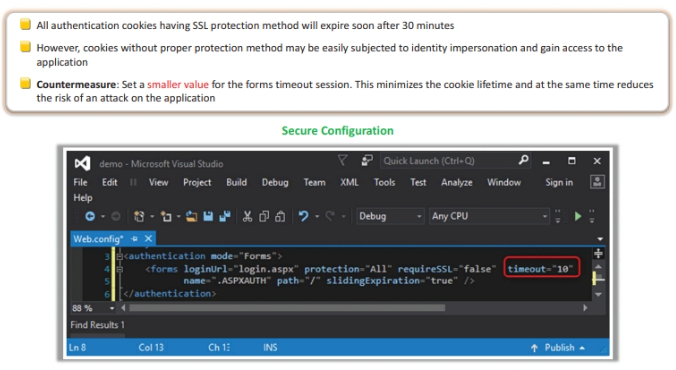 All authentication cookies having SSL protection method will expire soon after 30 minutes
However, cookies without proper protection method may be easily subjected to identity impersonation and gain access to the
application
Countermeasure: Set a smaller value for the forms timeout session. This minimizes the cookie lifetime and at the same time reduces
the risk of an attack on the application
Secure Configuration
demo - Microsoft Visual Studio
Quick Launch (Ctrl+Q)
File Edit View Project Build Debug Team XML Tools Test Analyze Window Sign in
Help
Debug Any CPU
Web.config*
3 <authentication mode="Forms">
4 <forms loginUrl="login.aspx" protection="All" requireSSL="false" timeout="10"
5 name=".ASPXAUTH" path="/" slidingExpiration="true" />
6 </authentication>
88 %
Find Results 1
Ln 8 Col 13 Ch 13 INS Publish